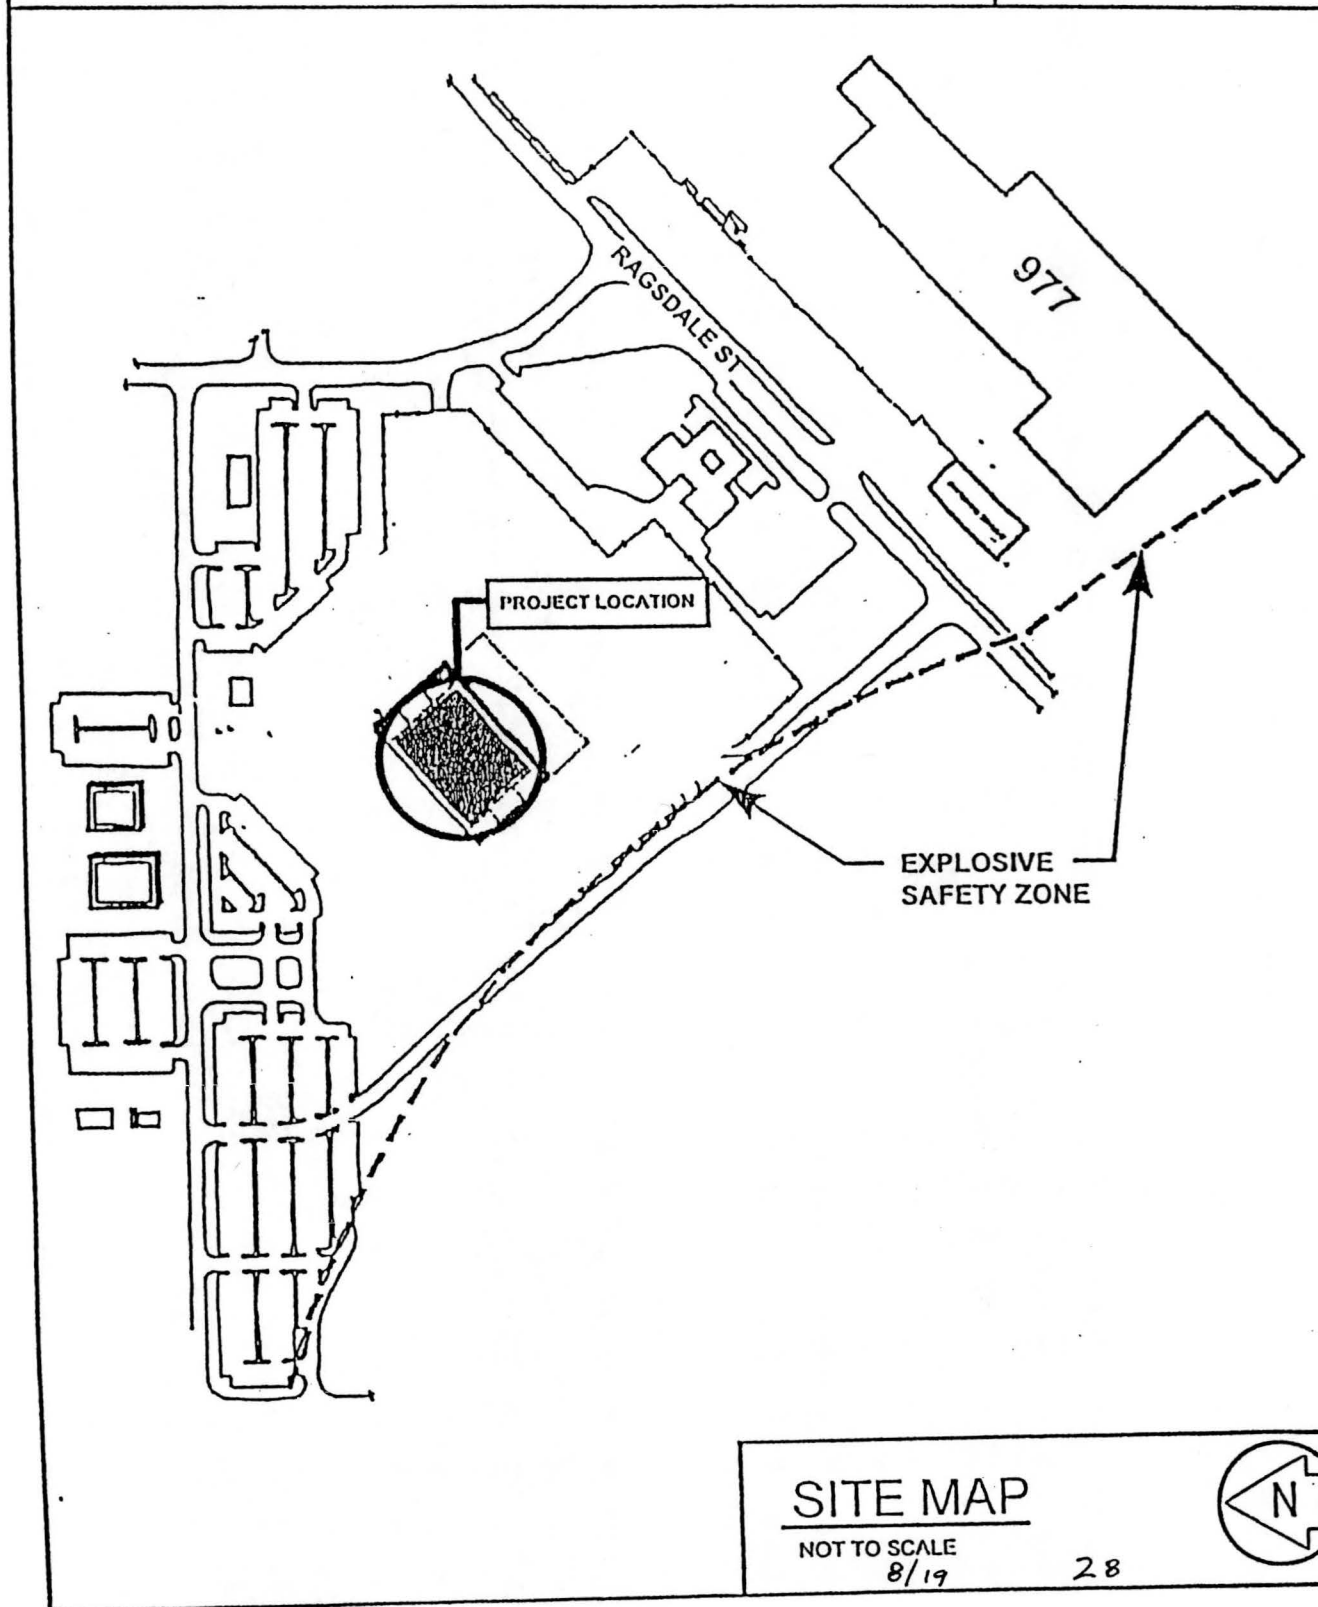 RAGSDALE ST
977
PROJECT LOCATION
EXPLOSIVE
SAFETY ZONE
SITE MAP
NOT TO SCALE
8/19
28
N